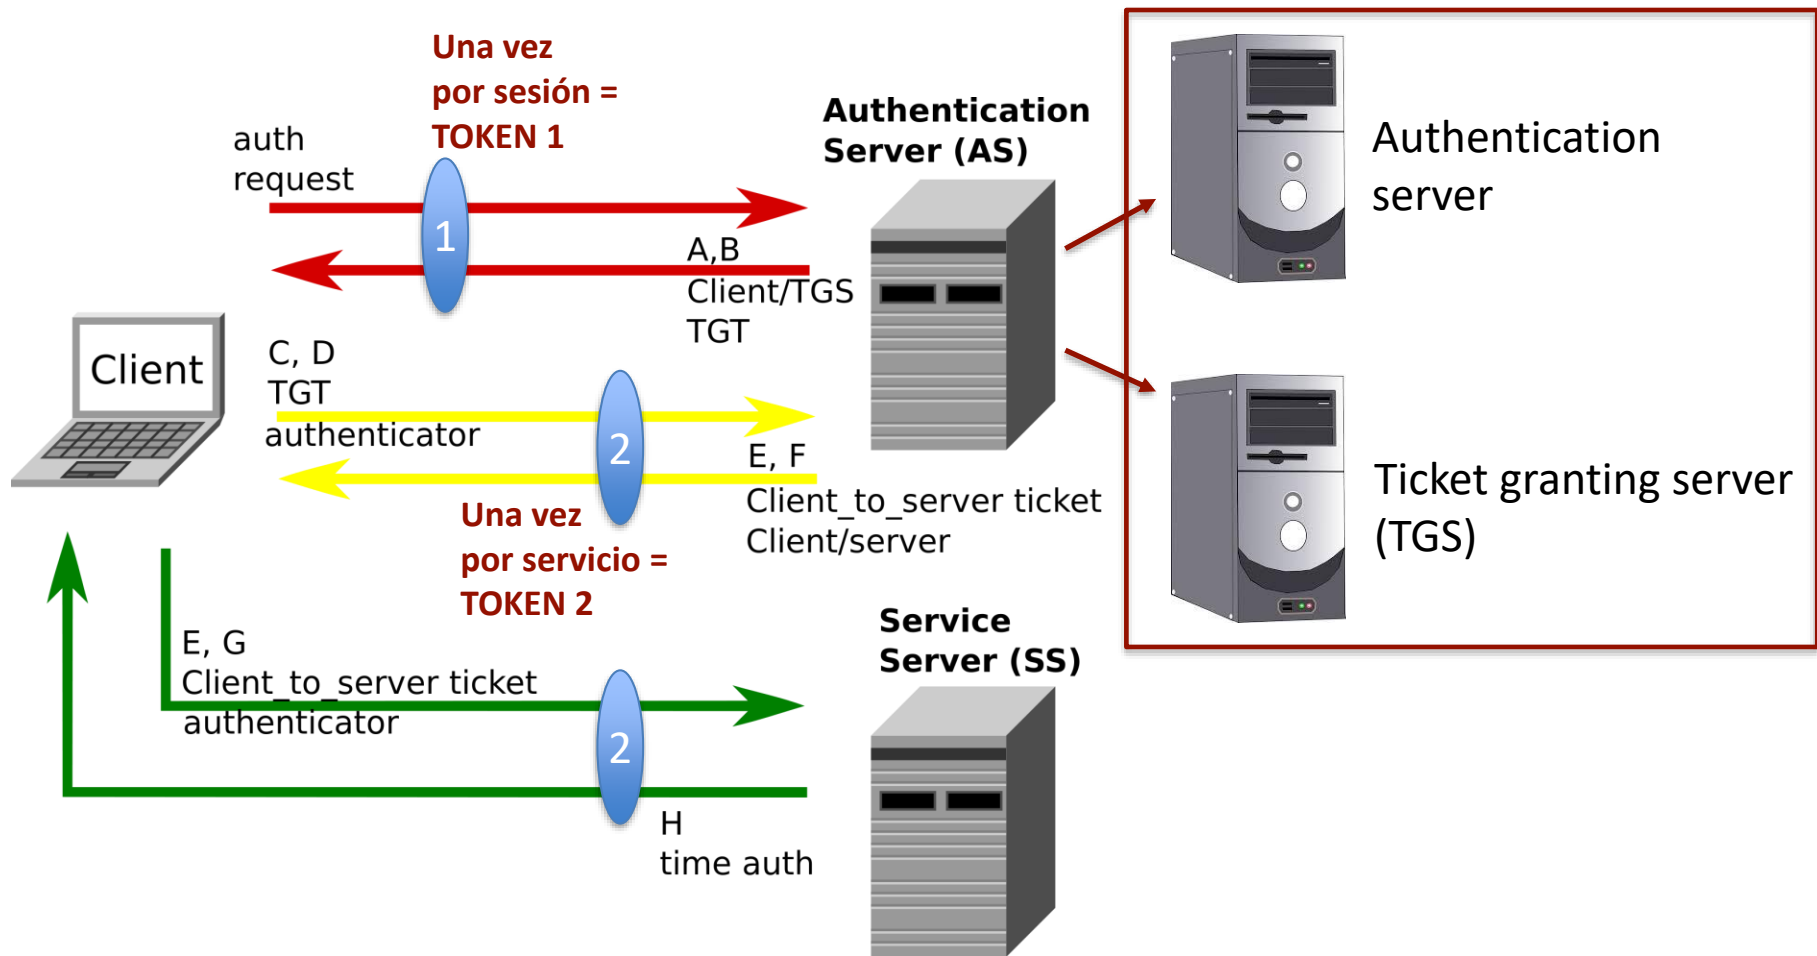 Una vez
por sesión =
TOKEN 1
auth
request
1
Authentication
Server (AS)
A,B
Client/TGS
TGT
Authentication
server
Client
C, D
TGT
authenticator
2
E, F
Client_to_server ticket
Client/server
Una vez
por servicio =
TOKEN 2
Ticket granting server
(TGS)
Service
Server (SS)
E, G
Client_to_server ticket
authenticator
2
H
time auth